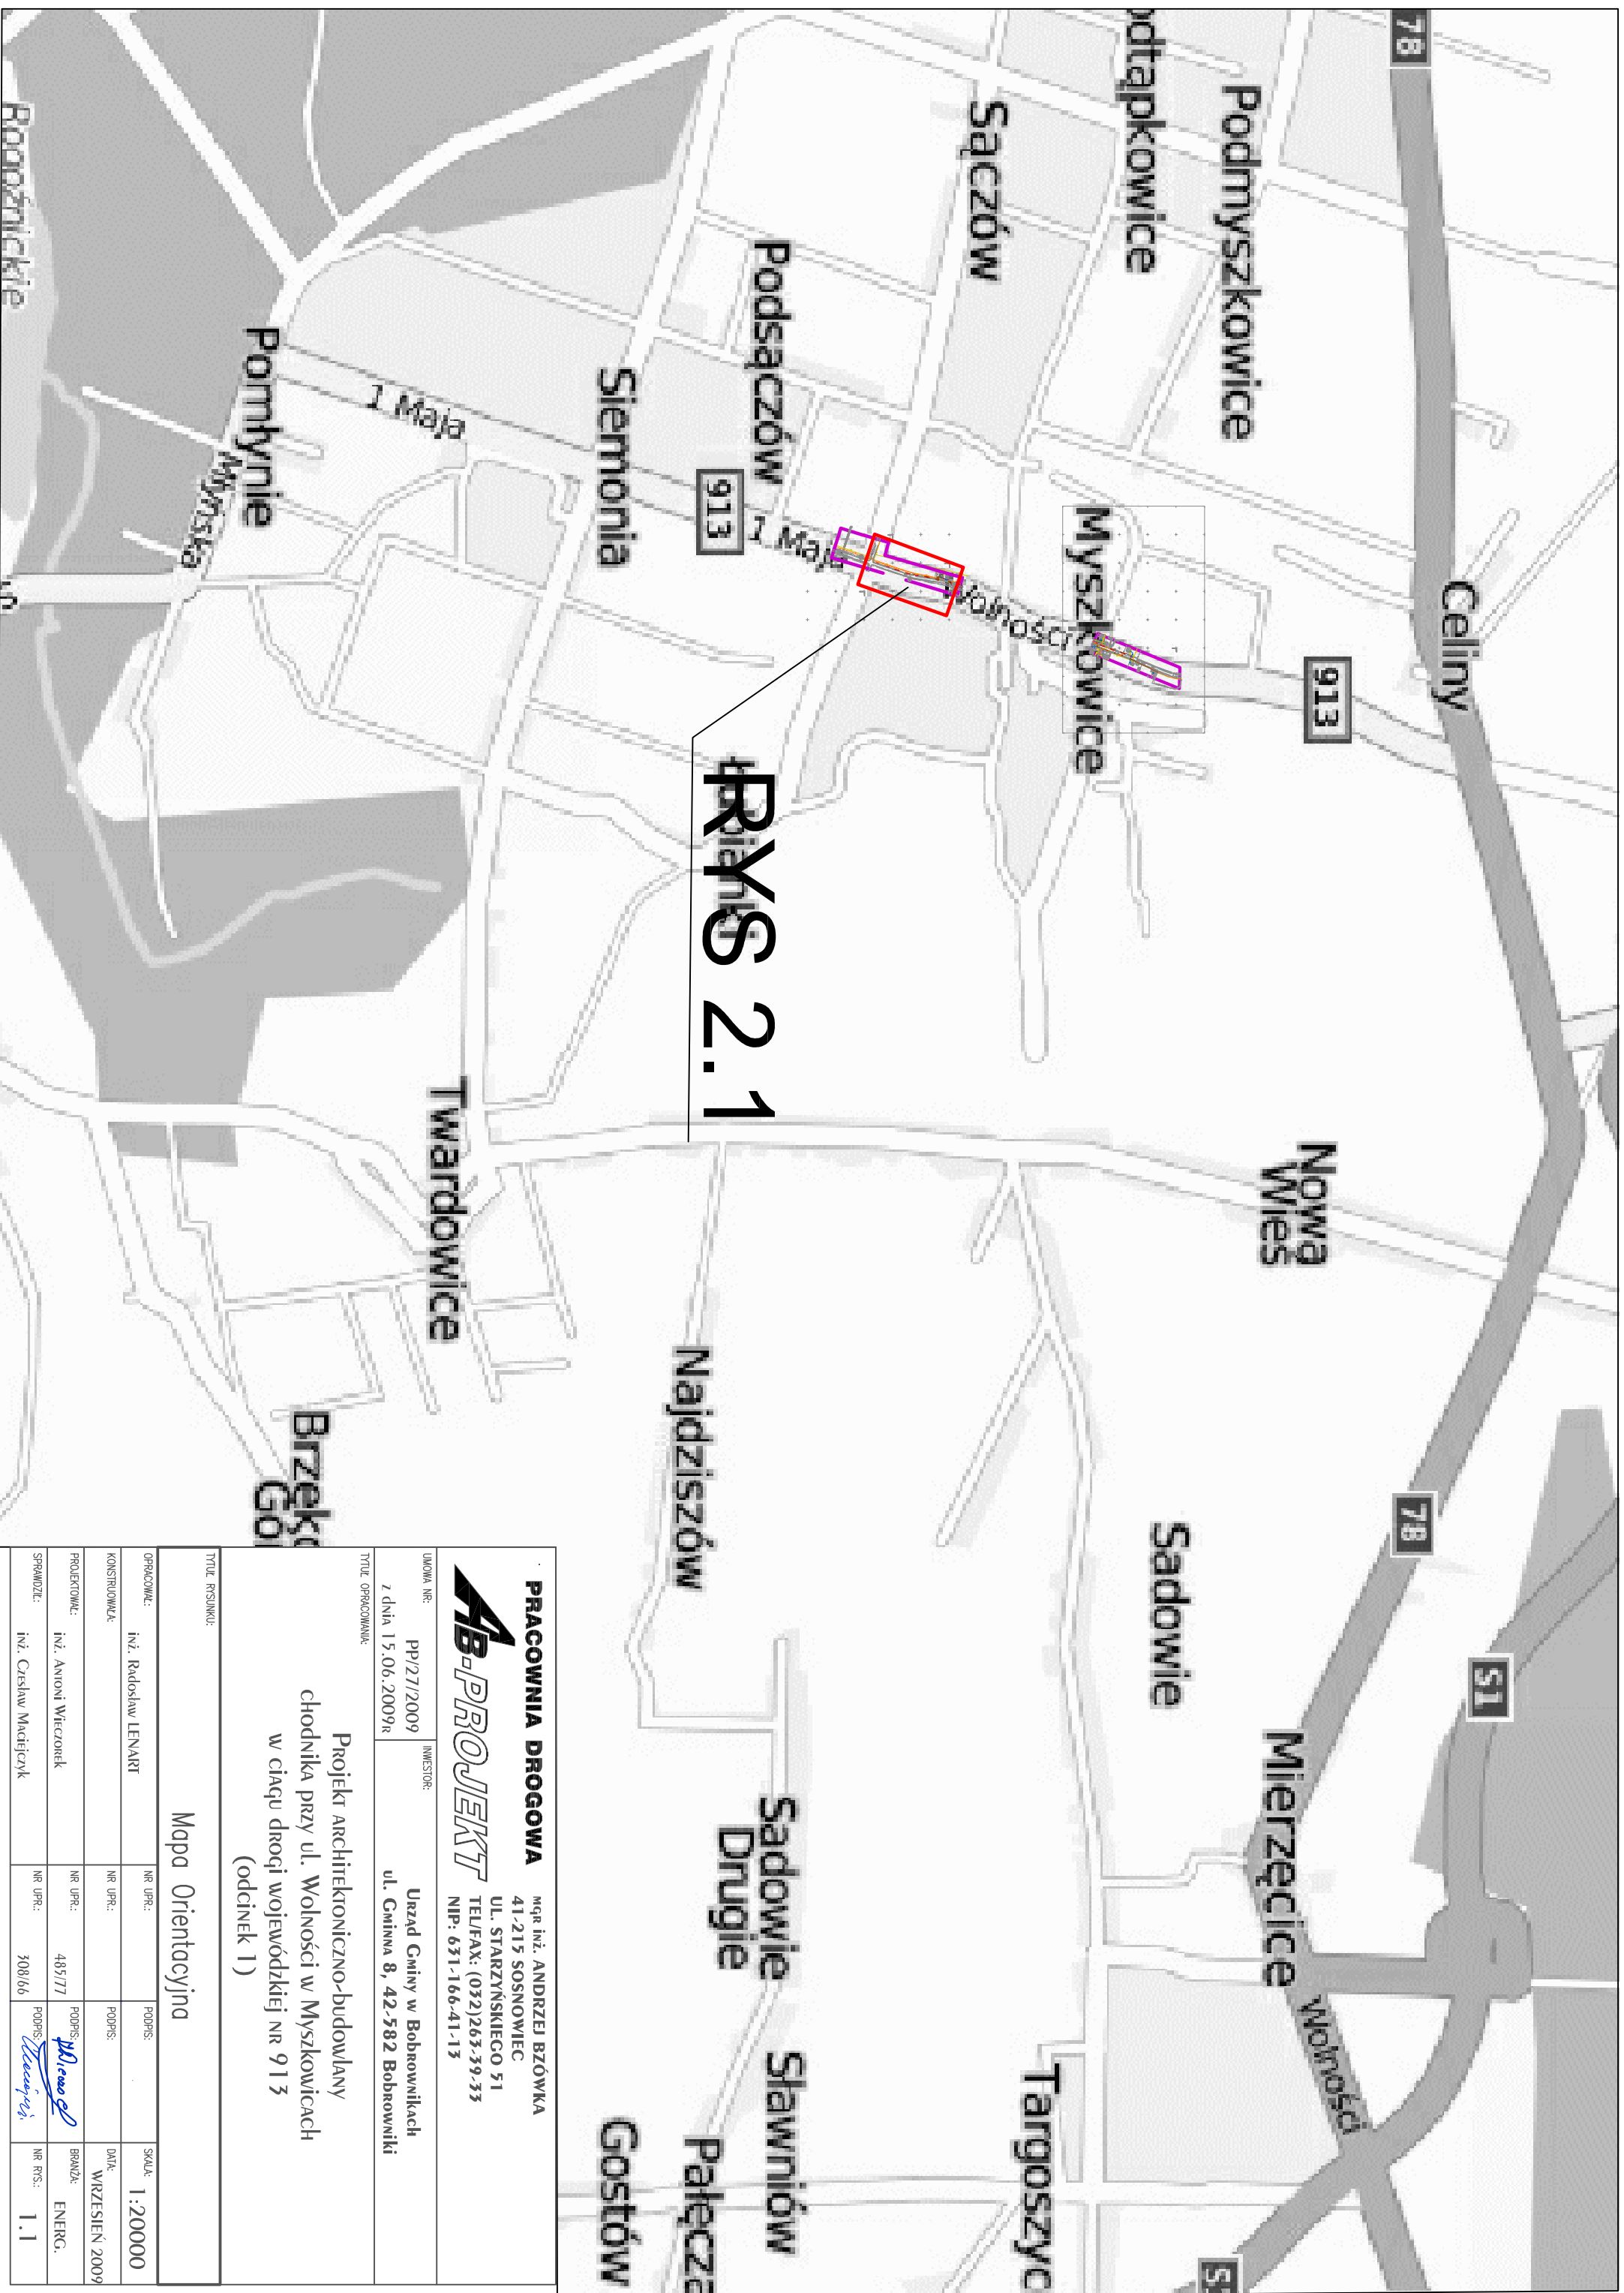 78
Podmyszkowice
Sączów
Podsączów
Siemonia
Pomłynie
Młyńska
1 Maja
913
1 Maja
Wolności
Myszkowice
913
Celiny
RYS 2.1
Nowa
Wieś
Twardowice
Najdziszów
78
Sadowie
S1
Mierzęcice
Wolności
Sadowie
Drugie
Sławniów
Gostów
PRACOWNIA DROGOWA
AB-PROJEKT
mgr inż. ANDRZEJ BZÓWKA
41-215 SOSNOWIEC
UL. STARZYŃSKIEGO 51
TEL/FAX: (032)263-39-33
NIP: 631-166-41-13
UMOWA NR:
PP/27/2009
z dnia 15.06.2009r
INWESTOR:
Urząd Gminy w Bobrownikach
ul. Gminna 8, 42-582 Bobrowniki
TYTUŁ OPRACOWANIA:
Projekt architektoniczno-budowlany
chodnika przy ul. Wolności w Myszkowicach
w ciągu drogi wojewódzkiej nr 913
(odcinek 1)
TYTUŁ RYSUNKU:
Mapa Orientacyjna
OPRACOWAŁ: inż. Radosław LENART NR UPR.: PODPIS: SKALA: 1:20000
KONSTRUOWAŁA: NR UPR.: PODPIS: DATA: WRZESIEŃ 2009
PROJEKTOWAŁ: inż. Antoni Wieczorek NR UPR.: 485/77 PODPIS: BRANŻA: ENERG.
SPRAWDZIŁ: inż. Czesław Maciejczyk NR UPR.: 308/66 PODPIS: NR RYS.: 1.1